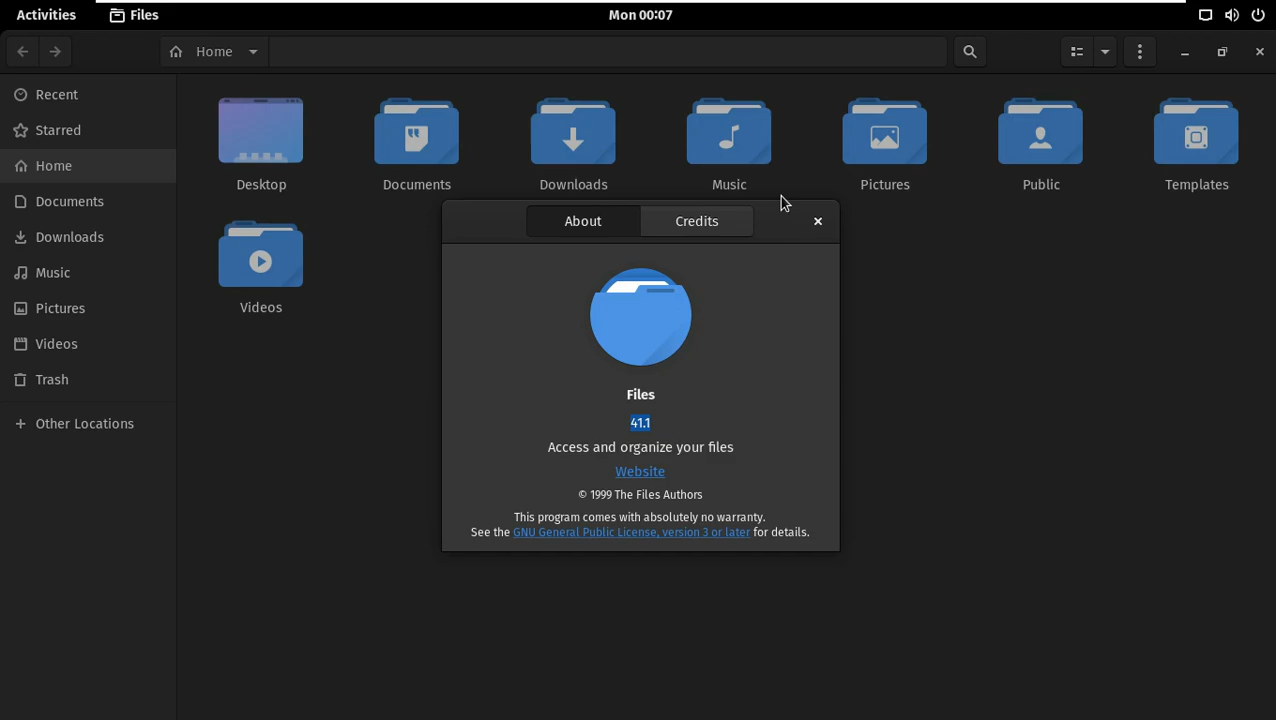 Activities Files Mon 00:07
Home
Recent
Starred
Home
Documents
Downloads
Music
Pictures
Videos
Trash
Other Locations
Desktop Documents Downloads Music Pictures Public Templates
Videos
About Credits
Files
41.1
Access and organize your files
Website
© 1999 The Files Authors
This program comes with absolutely no warranty.
See the GNU General Public License, version 3 or later for details.